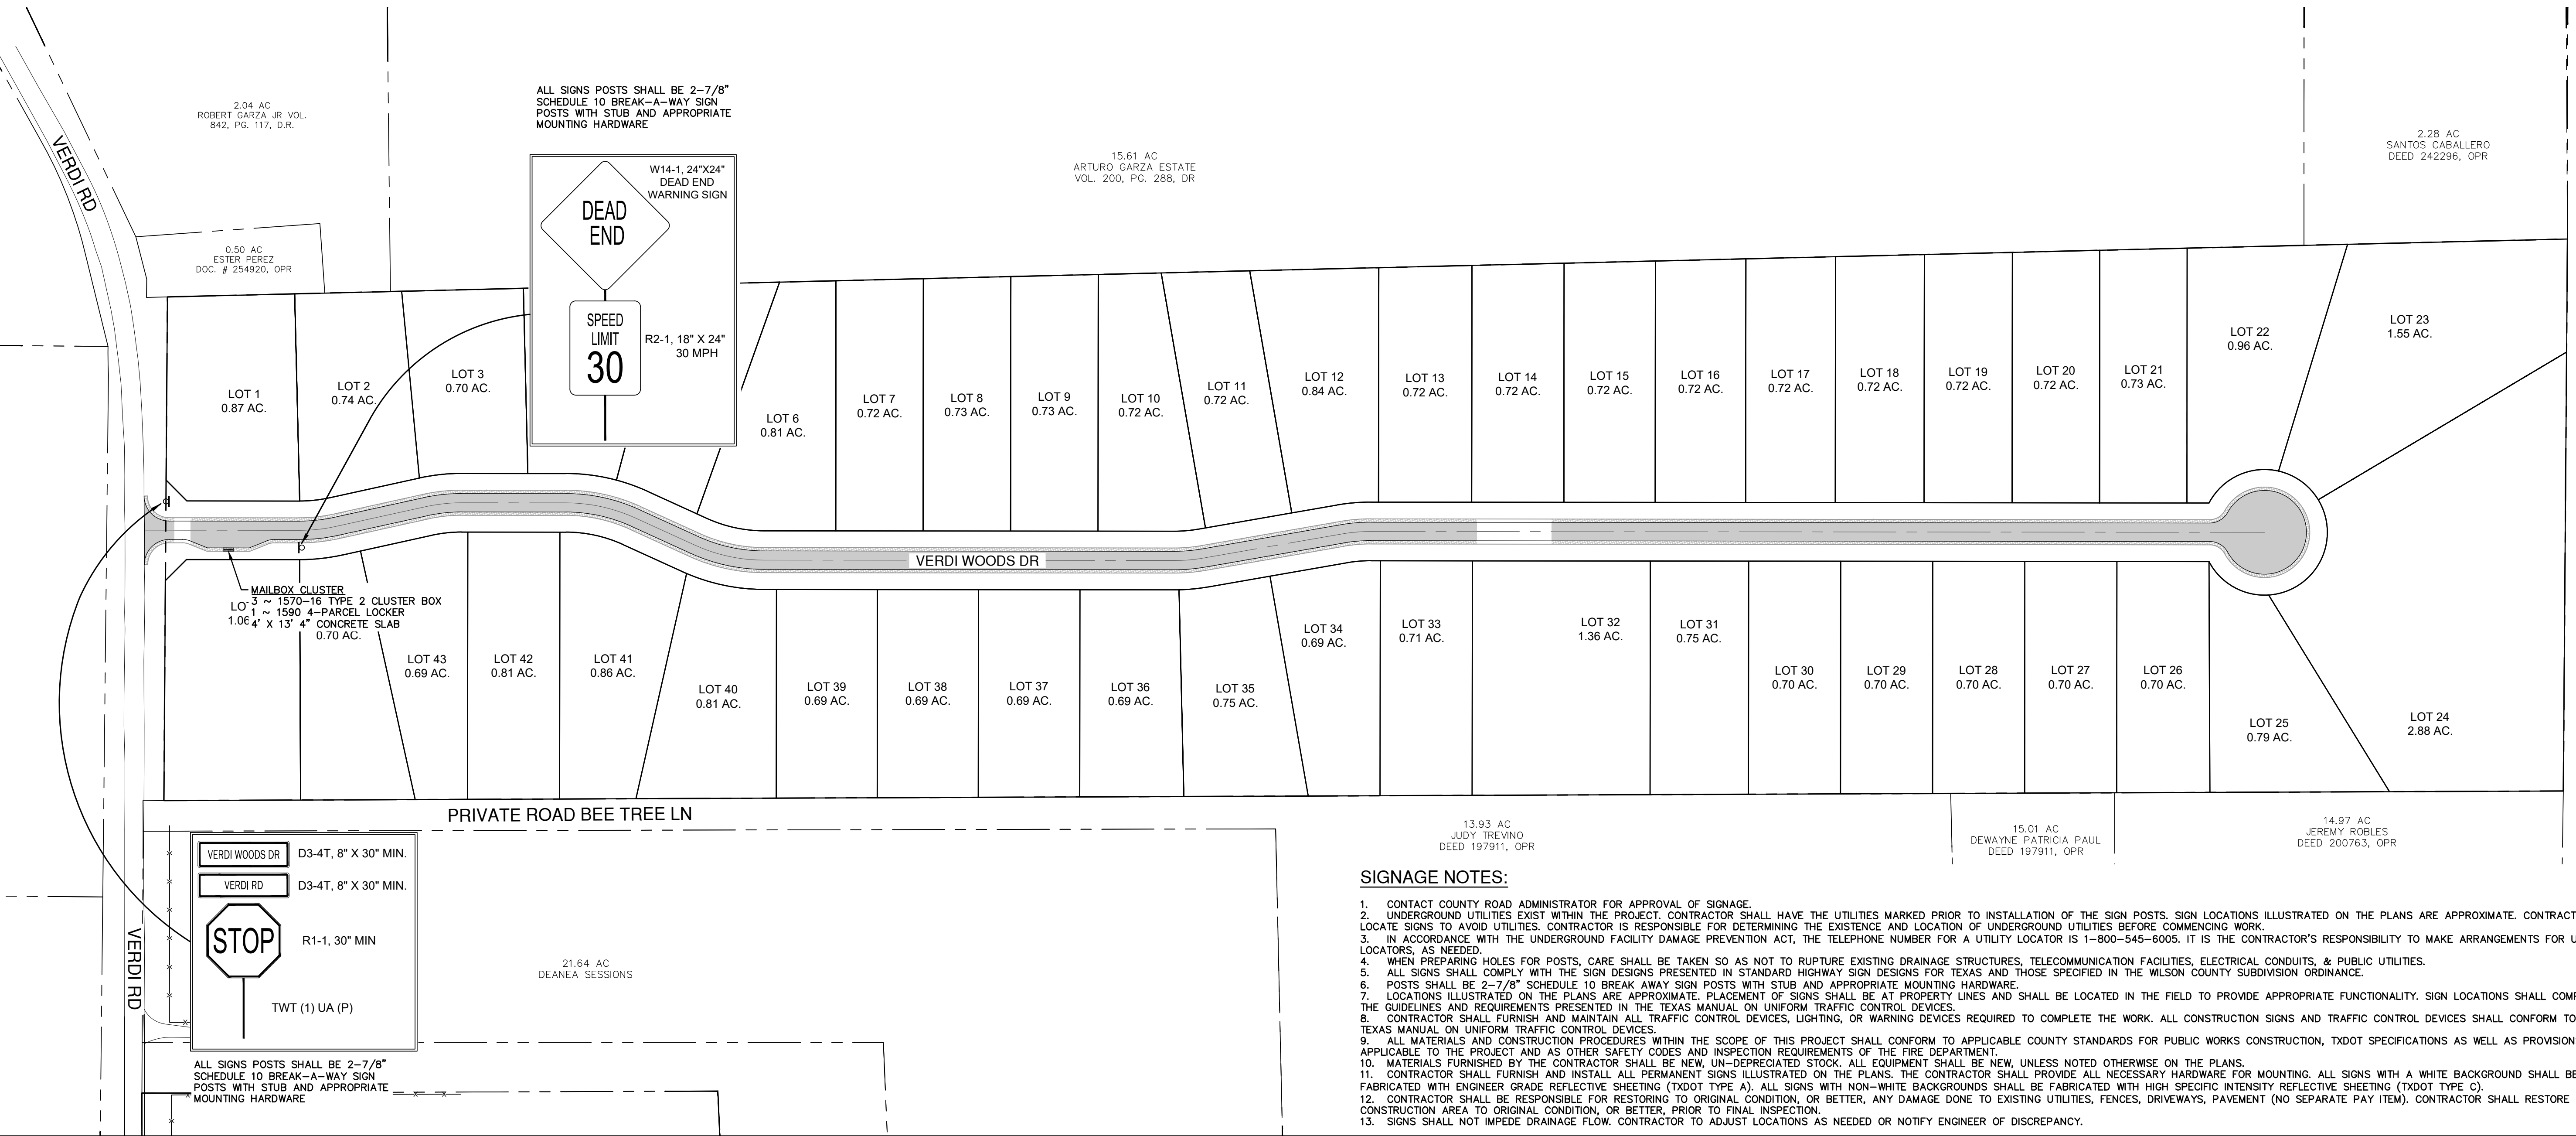 2.04 AC
ROBERT GARZA JR VOL.
842, PG. 117, D.R.
VERDI RD
0.50 AC
ESTER PEREZ
DOC. # 254920, OPR
ALL SIGNS POSTS SHALL BE 2-7/8"
SCHEDULE 10 BREAK-A-WAY SIGN
POSTS WITH STUB AND APPROPRIATE
MOUNTING HARDWARE
W14-1, 24"X24"
DEAD END
WARNING SIGN
DEAD
END
SPEED
LIMIT
30
R2-1, 18" X 24"
30 MPH
15.61 AC
ARTURO GARZA ESTATE
VOL. 200, PG. 288, DR
2.28 AC
SANTOS CABALLERO
DEED 242296, OPR
LOT 1
0.87 AC.
LOT 2
0.74 AC.
LOT 3
0.70 AC.
LOT 6
0.81 AC.
LOT 7
0.72 AC.
LOT 8
0.73 AC.
LOT 9
0.73 AC.
LOT 10
0.72 AC.
LOT 11
0.72 AC.
LOT 12
0.84 AC.
LOT 13
0.72 AC.
LOT 14
0.72 AC.
LOT 15
0.72 AC.
LOT 16
0.72 AC.
LOT 17
0.72 AC.
LOT 18
0.72 AC.
LOT 19
0.72 AC.
LOT 20
0.72 AC.
LOT 21
0.73 AC.
LOT 22
0.96 AC.
LOT 23
1.55 AC.
VERDI WOODS DR
MAILBOX CLUSTER
3 ~ 1570-16 TYPE 2 CLUSTER BOX
1 ~ 1590 4-PARCEL LOCKER
4' X 13' 4" CONCRETE SLAB
LO
1.06
0.70 AC.
LOT 43
0.69 AC.
LOT 42
0.81 AC.
LOT 41
0.86 AC.
LOT 40
0.81 AC.
LOT 39
0.69 AC.
LOT 38
0.69 AC.
LOT 37
0.69 AC.
LOT 36
0.69 AC.
LOT 35
0.75 AC.
LOT 34
0.69 AC.
LOT 33
0.71 AC.
LOT 32
1.36 AC.
LOT 31
0.75 AC.
LOT 30
0.70 AC.
LOT 29
0.70 AC.
LOT 28
0.70 AC.
LOT 27
0.70 AC.
LOT 26
0.70 AC.
LOT 25
0.79 AC.
LOT 24
2.88 AC.
PRIVATE ROAD BEE TREE LN
13.93 AC
JUDY TREVINO
DEED 197911, OPR
15.01 AC
DEWAYNE PATRICIA PAUL
DEED 197911, OPR
14.97 AC
JEREMY ROBLES
DEED 200763, OPR
VERDI RD
VERDI WOODS DR
D3-4T, 8" X 30" MIN.
VERDI RD
D3-4T, 8" X 30" MIN.
STOP
R1-1, 30" MIN
TWT (1) UA (P)
ALL SIGNS POSTS SHALL BE 2-7/8"
SCHEDULE 10 BREAK-A-WAY SIGN
POSTS WITH STUB AND APPROPRIATE
MOUNTING HARDWARE
21.64 AC
DEANEA SESSIONS
SIGNAGE NOTES:
1. CONTACT COUNTY ROAD ADMINISTRATOR FOR APPROVAL OF SIGNAGE.
2. UNDERGROUND UTILITIES EXIST WITHIN THE PROJECT. CONTRACTOR SHALL HAVE THE UTILITIES MARKED PRIOR TO INSTALLATION OF THE SIGN POSTS. SIGN LOCATIONS ILLUSTRATED ON THE PLANS ARE APPROXIMATE. CONTRACT
LOCATE SIGNS TO AVOID UTILITIES. CONTRACTOR IS RESPONSIBLE FOR DETERMINING THE EXISTENCE AND LOCATION OF UNDERGROUND UTILITIES BEFORE COMMENCING WORK.
3. IN ACCORDANCE WITH THE UNDERGROUND FACILITY DAMAGE PREVENTION ACT, THE TELEPHONE NUMBER FOR A UTILITY LOCATOR IS 1-800-545-6005. IT IS THE CONTRACTOR'S RESPONSIBILITY TO MAKE ARRANGEMENTS FOR U
LOCATORS, AS NEEDED.
4. WHEN PREPARING HOLES FOR POSTS, CARE SHALL BE TAKEN SO AS NOT TO RUPTURE EXISTING DRAINAGE STRUCTURES, TELECOMMUNICATION FACILITIES, ELECTRICAL CONDUITS, & PUBLIC UTILITIES.
5. ALL SIGNS SHALL COMPLY WITH THE SIGN DESIGNS PRESENTED IN STANDARD HIGHWAY SIGN DESIGNS FOR TEXAS AND THOSE SPECIFIED IN THE WILSON COUNTY SUBDIVISION ORDINANCE.
6. POSTS SHALL BE 2-7/8" SCHEDULE 10 BREAK AWAY SIGN POSTS WITH STUB AND APPROPRIATE MOUNTING HARDWARE.
7. LOCATIONS ILLUSTRATED ON THE PLANS ARE APPROXIMATE. PLACEMENT OF SIGNS SHALL BE AT PROPERTY LINES AND SHALL BE LOCATED IN THE FIELD TO PROVIDE APPROPRIATE FUNCTIONALITY. SIGN LOCATIONS SHALL COM
THE GUIDELINES AND REQUIREMENTS PRESENTED IN THE TEXAS MANUAL ON UNIFORM TRAFFIC CONTROL DEVICES.
8. CONTRACTOR SHALL FURNISH AND MAINTAIN ALL TRAFFIC CONTROL DEVICES, LIGHTING, OR WARNING DEVICES REQUIRED TO COMPLETE THE WORK. ALL CONSTRUCTION SIGNS AND TRAFFIC CONTROL DEVICES SHALL CONFORM TO
TEXAS MANUAL ON UNIFORM TRAFFIC CONTROL DEVICES.
9. ALL MATERIALS AND CONSTRUCTION PROCEDURES WITHIN THE SCOPE OF THIS PROJECT SHALL CONFORM TO APPLICABLE COUNTY STANDARDS FOR PUBLIC WORKS CONSTRUCTION, TXDOT SPECIFICATIONS AS WELL AS PROVISION
APPLICABLE TO THE PROJECT AND AS OTHER SAFETY CODES AND INSPECTION REQUIREMENTS OF THE FIRE DEPARTMENT.
10. MATERIALS FURNISHED BY THE CONTRACTOR SHALL BE NEW, UN-DEPRECIATED STOCK. ALL EQUIPMENT SHALL BE NEW, UNLESS NOTED OTHERWISE ON THE PLANS.
11. CONTRACTOR SHALL FURNISH AND INSTALL ALL PERMANENT SIGNS ILLUSTRATED ON THE PLANS. THE CONTRACTOR SHALL PROVIDE ALL NECESSARY HARDWARE FOR MOUNTING. ALL SIGNS WITH A WHITE BACKGROUND SHALL BE
FABRICATED WITH ENGINEER GRADE REFLECTIVE SHEETING (TXDOT TYPE A). ALL SIGNS WITH NON-WHITE BACKGROUNDS SHALL BE FABRICATED WITH HIGH SPECIFIC INTENSITY REFLECTIVE SHEETING (TXDOT TYPE C).
12. CONTRACTOR SHALL BE RESPONSIBLE FOR RESTORING TO ORIGINAL CONDITION, OR BETTER, ANY DAMAGE DONE TO EXISTING UTILITIES, FENCES, DRIVEWAYS, PAVEMENT (NO SEPARATE PAY ITEM). CONTRACTOR SHALL RESTORE
CONSTRUCTION AREA TO ORIGINAL CONDITION, OR BETTER, PRIOR TO FINAL INSPECTION.
13. SIGNS SHALL NOT IMPEDE DRAINAGE FLOW. CONTRACTOR TO ADJUST LOCATIONS AS NEEDED OR NOTIFY ENGINEER OF DISCREPANCY.